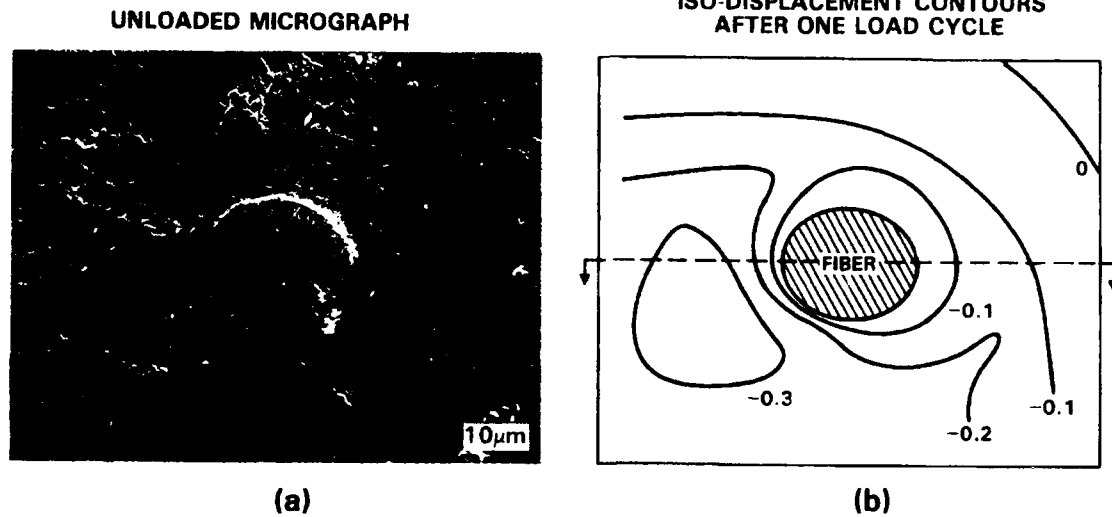 UNLOADED MICROGRAPH
ISO-DISPLACEMENT CONTOURS
AFTER ONE LOAD CYCLE
0
FIBER
-0.1
-0.3
-0.1
-0.2
10μm
(a)
(b)